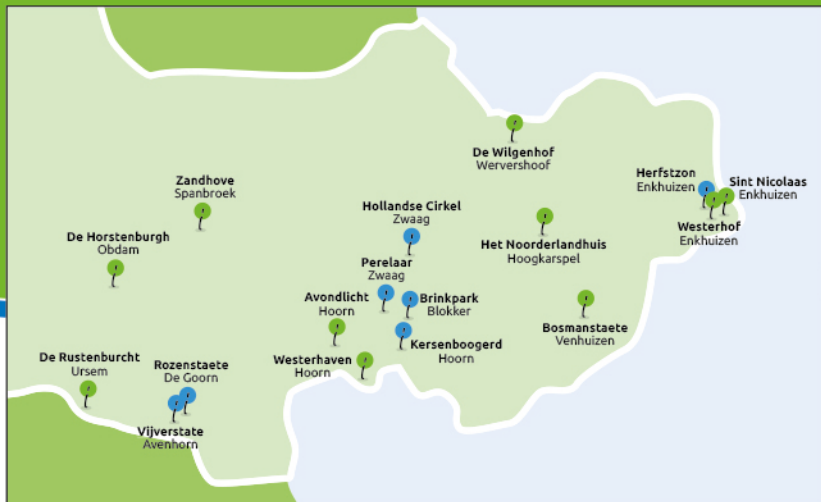 De Wilgenhof
Wervershoof
Herfstzon
Enkhuizen
Sint Nicolaas
Enkhuizen
Zandhove
Spanbroek
Hollandse Cirkel
Zwaag
Westerhof
Enkhuizen
De Horstenburgh
Obdam
Het Noorderlandhuis
Hoogkarspel
Perelaar
Zwaag
Avondlicht
Hoorn
Brinkpark
Blokker
Bosmanstaete
Venhuizen
Kersenboogerd
Hoorn
De Rustenburcht
Ursem
Rozenstaete
De Goorn
Westerhaven
Hoorn
Vijverstate
Avenhorn